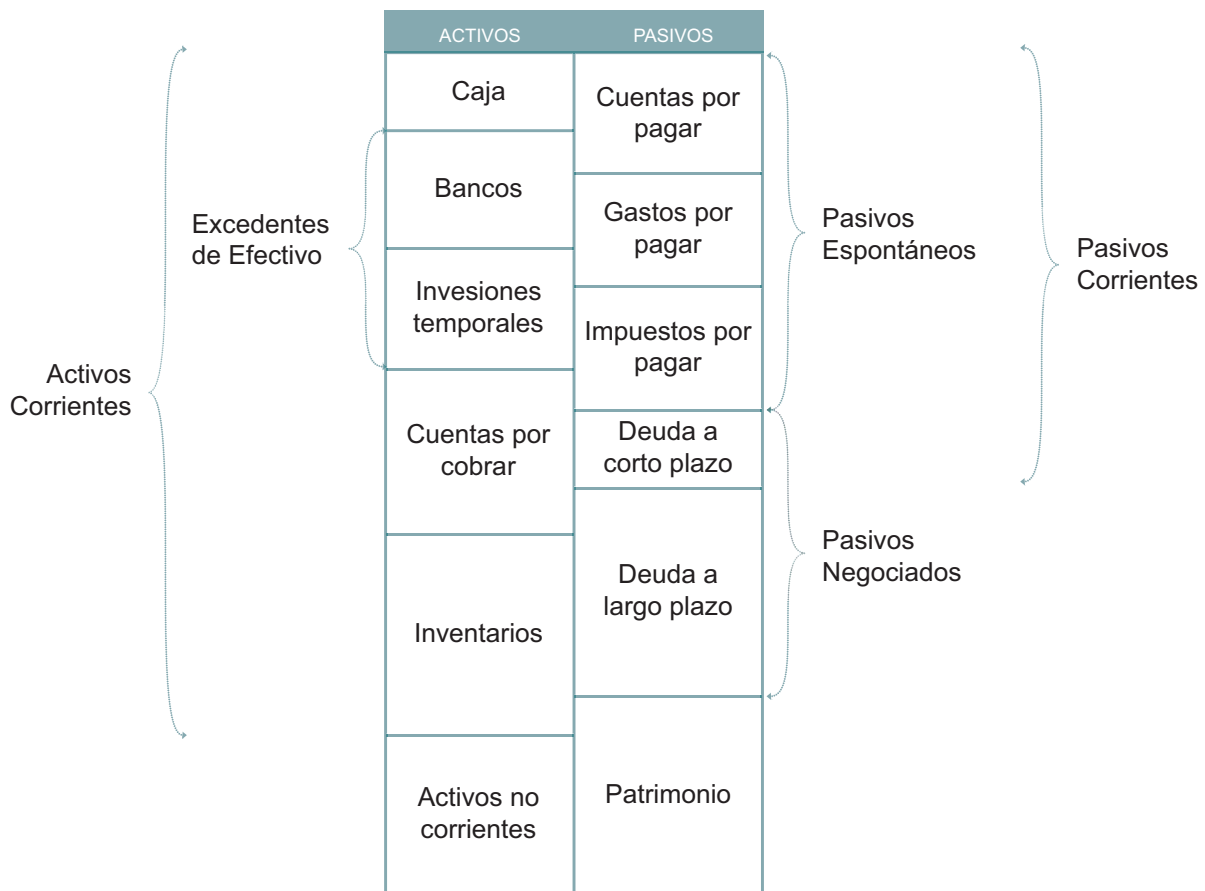 ACTIVOS
PASIVOS
Caja
Cuentas por
pagar
Bancos
Gastos por
pagar
Excedentes
de Efectivo
Pasivos
Espontáneos
Pasivos
Corrientes
Invesiones
temporales
Impuestos por
pagar
Activos
Corrientes
Cuentas por
cobrar
Deuda a
corto plazo
Pasivos
Negociados
Deuda a
largo plazo
Inventarios
Activos no
corrientes
Patrimonio